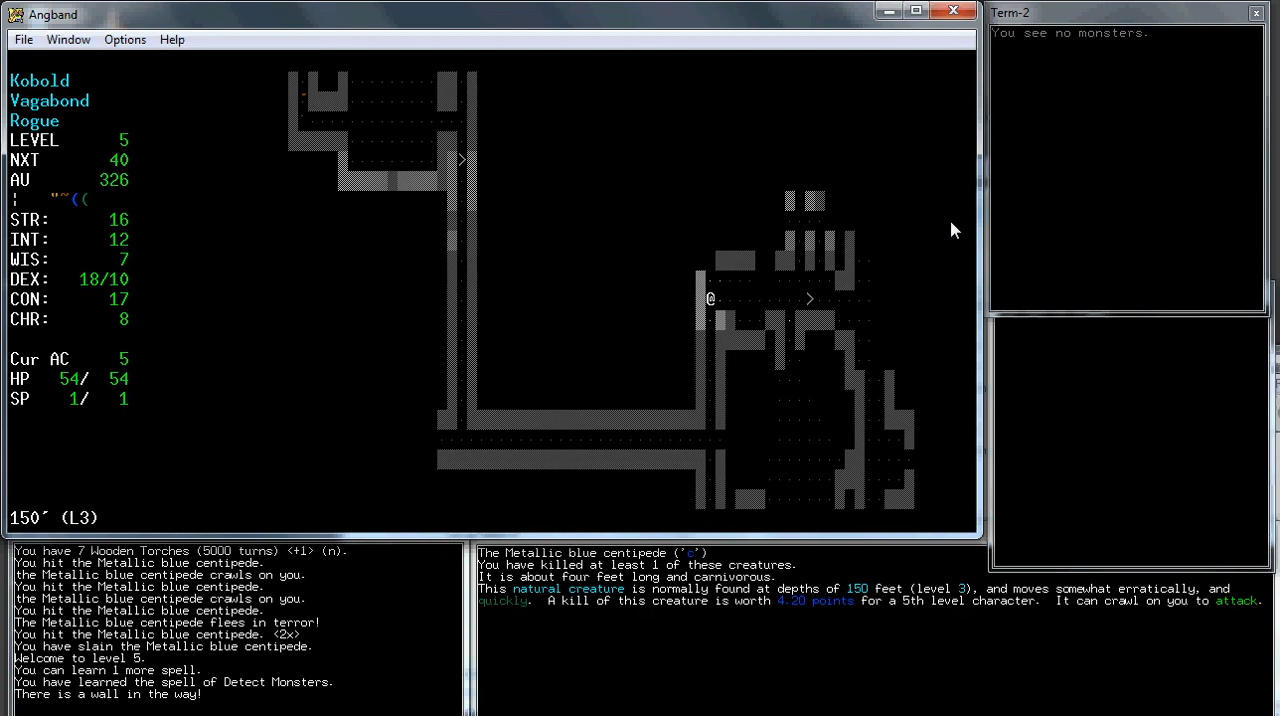 Angband
File Window Options Help
Kobold
Vagabond
Rogue
LEVEL 5
NXT 40
AU 326
¦ "~((
STR: 16
INT: 12
WIS: 7
DEX: 18/10
CON: 17
CHR: 8
Cur AC 5
HP 54/ 54
SP 1/ 1
>
@ >
150' (L3)
Term-2
You see no monsters.
You have 7 Wooden Torches (5000 turns) <+1> (n).
You hit the Metallic blue centipede.
the Metallic blue centipede crawls on you.
You hit the Metallic blue centipede.
the Metallic blue centipede crawls on you.
You hit the Metallic blue centipede.
The Metallic blue centipede flees in terror!
You hit the Metallic blue centipede. <2x>
You have slain the Metallic blue centipede.
Welcome to level 5.
You can learn 1 more spell.
You have learned the spell of Detect Monsters.
There is a wall in the way!
The Metallic blue centipede ('c')
You have killed at least 1 of these creatures.
It is about four feet long and carnivorous.
This natural creature is normally found at depths of 150 feet (level 3), and moves somewhat erratically, and
quickly. A kill of this creature is worth 4.20 points for a 5th level character. It can crawl on you to attack.